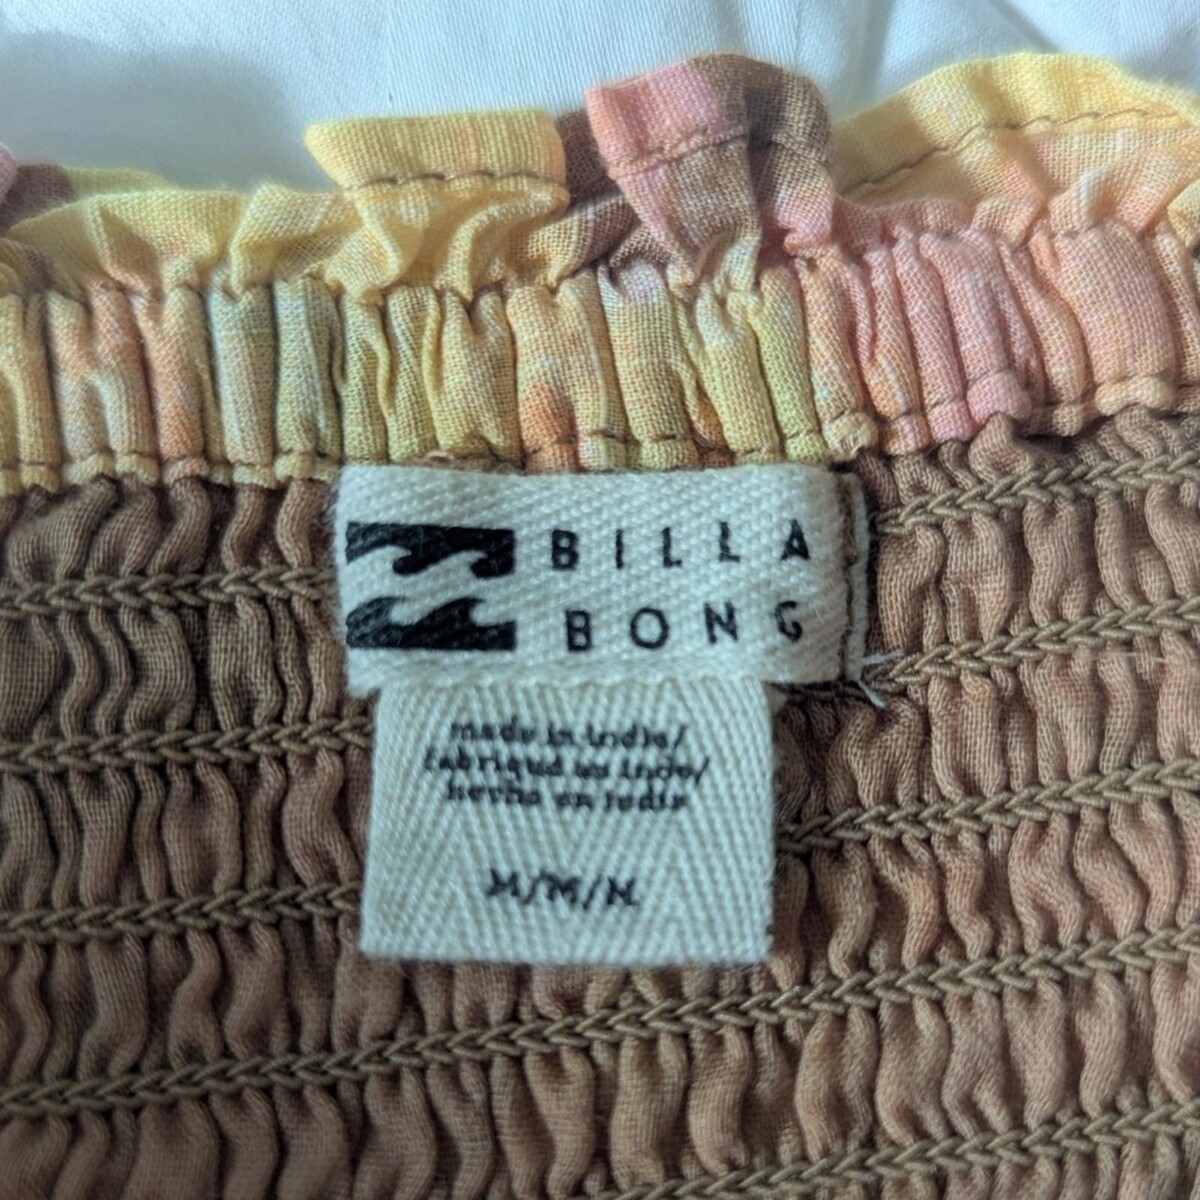 BILLA
BONG
made in india/
fabriqué en inde/
hecho en india
M/M/M